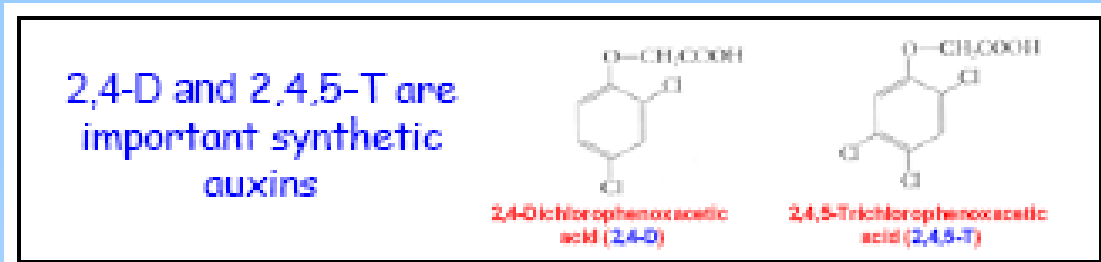 2,4-D and 2,4,5-T are
important synthetic
auxins
O—CH₂COOH
Cl
Cl
2,4-Dichlorophenoxacetic
acid (2,4-D)
O—CH₂COOH
Cl
Cl
Cl
2,4,5-Trichlorophenoxacetic
acid (2,4,5-T)